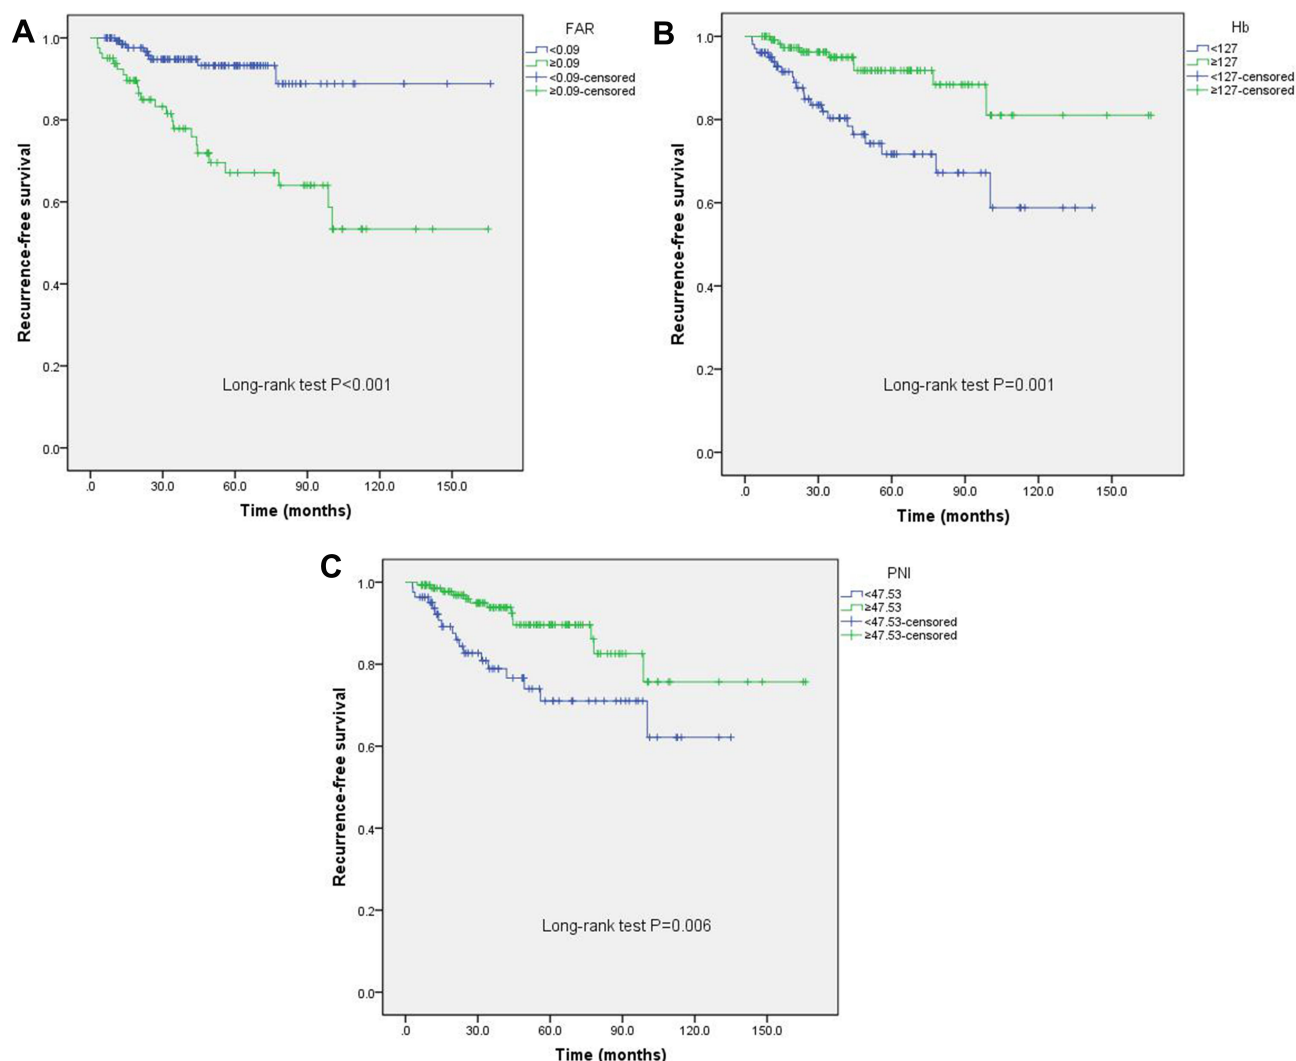 A
FAR
<0.09
≥0.09
<0.09-censored
≥0.09-censored
1.0
0.8
0.6
0.4
0.2
0.0
Recurrence-free survival
Long-rank test P<0.001
.0 30.0 60.0 90.0 120.0 150.0
Time (months)
B
Hb
<127
≥127
<127-censored
≥127-censored
1.0
0.8
0.6
0.4
0.2
0.0
Recurrence-free survival
Long-rank test P=0.001
.0 30.0 60.0 90.0 120.0 150.0
Time (months)
C
PNI
<47.53
≥47.53
<47.53-censored
≥47.53-censored
1.0
0.8
0.6
0.4
0.2
0.0
Recurrence-free survival
Long-rank test P=0.006
.0 30.0 60.0 90.0 120.0 150.0
Time (months)